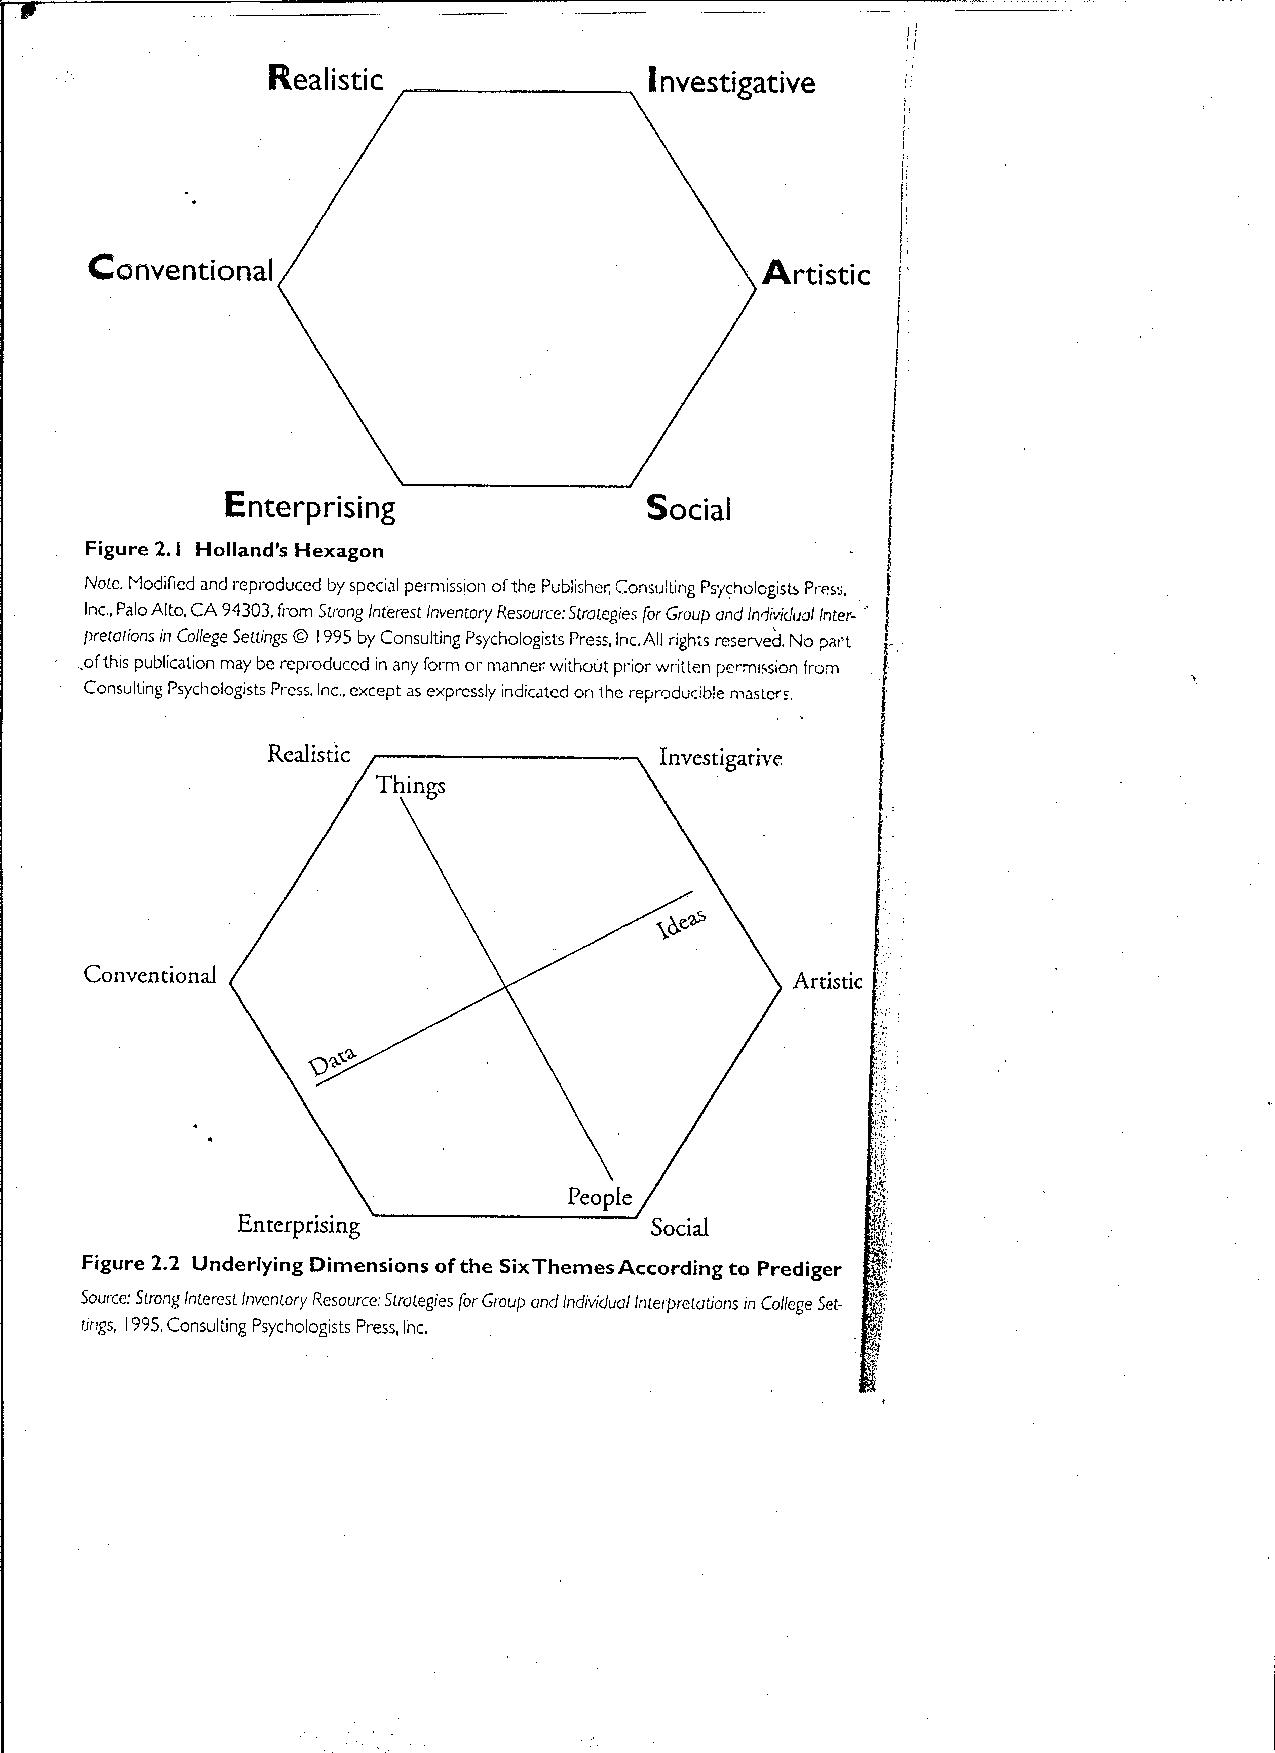 Realistic
Investigative
Conventional
Artistic
Enterprising
Social
Figure 2.1 Holland's Hexagon
Note. Modified and reproduced by special permission of the Publisher, Consulting Psychologists Press,
Inc., Palo Alto, CA 94303, from Strong Interest Inventory Resource: Strategies for Group and Individual Inter-
pretations in College Settings © 1995 by Consulting Psychologists Press, Inc. All rights reserved. No part
of this publication may be reproduced in any form or manner without prior written permission from
Consulting Psychologists Press, Inc., except as expressly indicated on the reproducible masters.
Realistic
Investigative
Things
Ideas
Conventional
Artistic
Data
People
Enterprising
Social
Figure 2.2 Underlying Dimensions of the Six Themes According to Prediger
Source: Strong Interest Inventory Resource: Strategies for Group and Individual Interpretations in College Set-
tings, 1995, Consulting Psychologists Press, Inc.